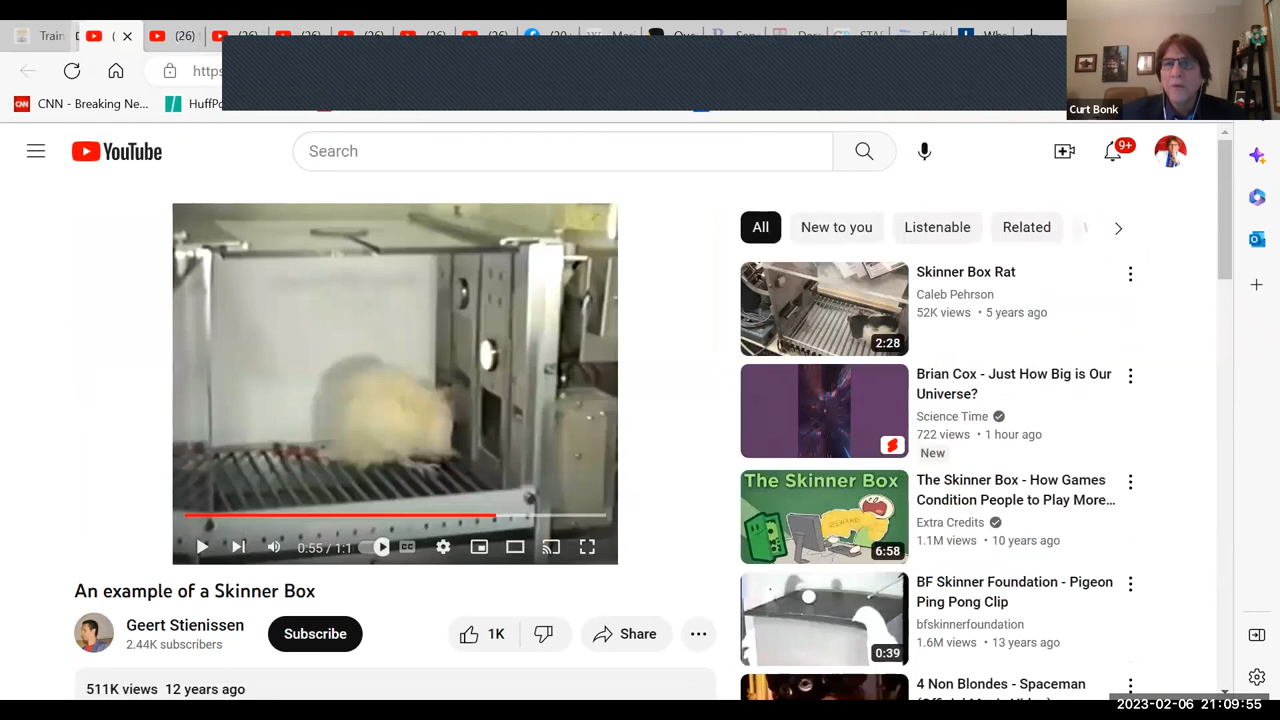 Train
(
(26)
(26)
https
Curt Bonk
CNN
CNN - Breaking Ne...
HuffPo
YouTube
Search
9+
All
New to you
Listenable
Related
Skinner Box Rat
Caleb Pehrson
52K views • 5 years ago
2:28
Brian Cox - Just How Big is Our
Universe?
Science Time
722 views • 1 hour ago
New
The Skinner Box
The Skinner Box - How Games
Condition People to Play More...
Extra Credits
1.1M views • 10 years ago
6:58
BF Skinner Foundation - Pigeon
Ping Pong Clip
bfskinnerfoundation
1.6M views • 13 years ago
0:39
4 Non Blondes - Spaceman
0:55 / 1:1
CC
An example of a Skinner Box
Geert Stienissen
2.44K subscribers
Subscribe
1K
Share
511K views 12 years ago
2023-02-06 21:09:55